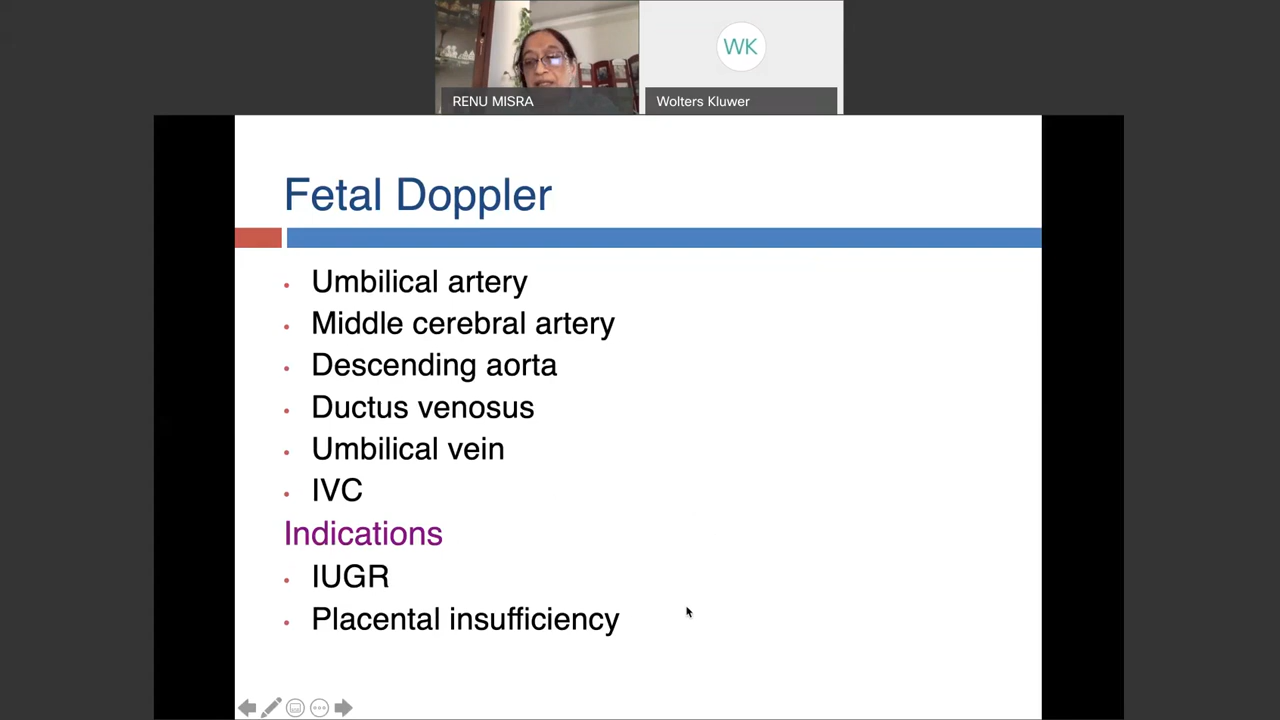 WK
RENU MISRA
Wolters Kluwer
Fetal Doppler
• Umbilical artery
• Middle cerebral artery
• Descending aorta
• Ductus venosus
• Umbilical vein
• IVC
Indications
• IUGR
• Placental insufficiency